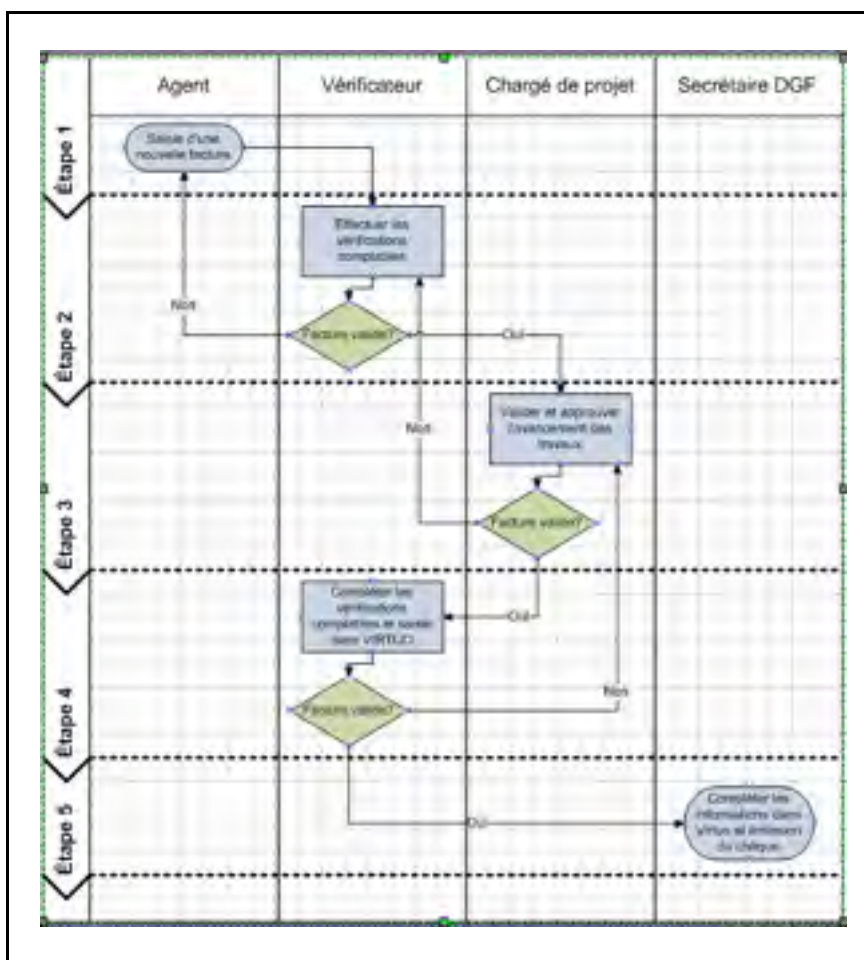 Agent
Vérificateur
Chargé de projet
Secrétaire DGF
Étape 1
Saisie d'une
nouvelle facture
Étape 2
Effectuer les
vérifications
Non
Facture valide?
Oui
Étape 3
Valider et approuver
l'avancement des
travaux
Non
Facture valide?
Étape 4
Compléter les
vérifications
Oui
Facture valide?
Non
Étape 5
Oui
Compléter les
informations dans
Virtuo et émission
du chèque